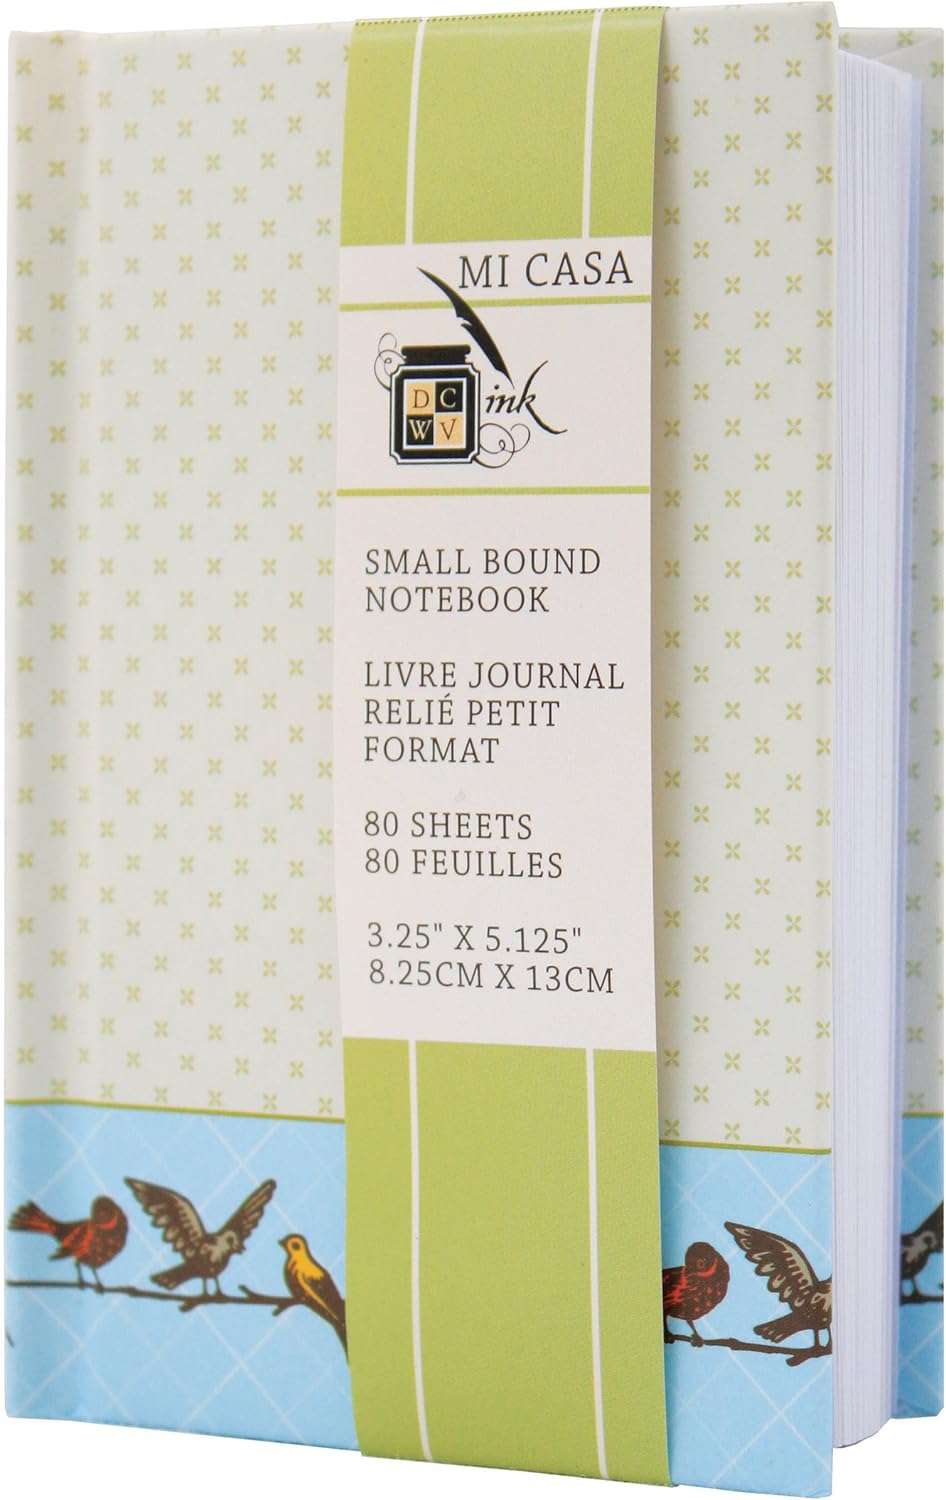 MI CASA
D C
W V
ink
SMALL BOUND
NOTEBOOK
LIVRE JOURNAL
RELIÉ PETIT
FORMAT
80 SHEETS
80 FEUILLES
3.25" X 5.125"
8.25CM X 13CM